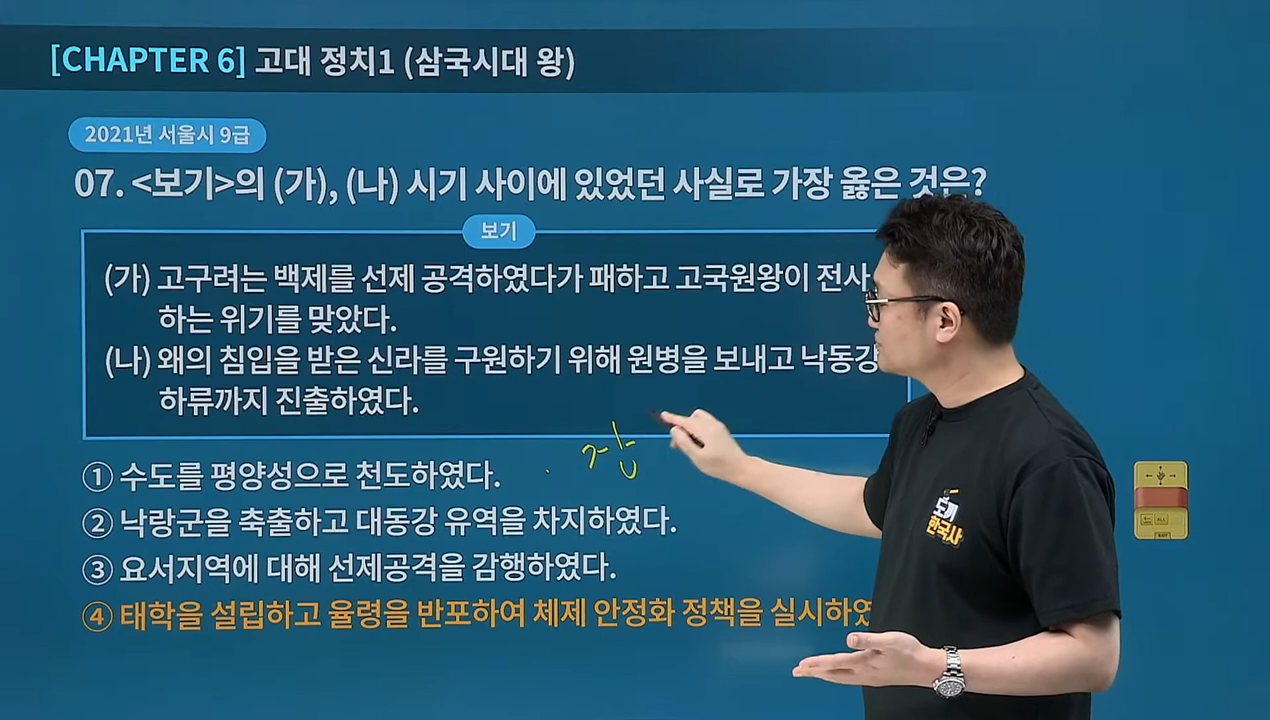 [CHAPTER 6] 고대 정치1 (삼국시대 왕)
2021년 서울시 9급
07. <보기>의 (가), (나) 시기 사이에 있었던 사실로 가장 옳은 것은?
보기
(가) 고구려는 백제를 선제 공격하였다가 패하고 고국원왕이 전사
하는 위기를 맞았다.
(나) 왜의 침입을 받은 신라를 구원하기 위해 원병을 보내고 낙동강
하류까지 진출하였다.
장
① 수도를 평양성으로 천도하였다.
② 낙랑군을 축출하고 대동강 유역을 차지하였다.
③ 요서지역에 대해 선제공격을 감행하였다.
④ 태학을 설립하고 율령을 반포하여 체제 안정화 정책을 실시하였
한국사
ALL